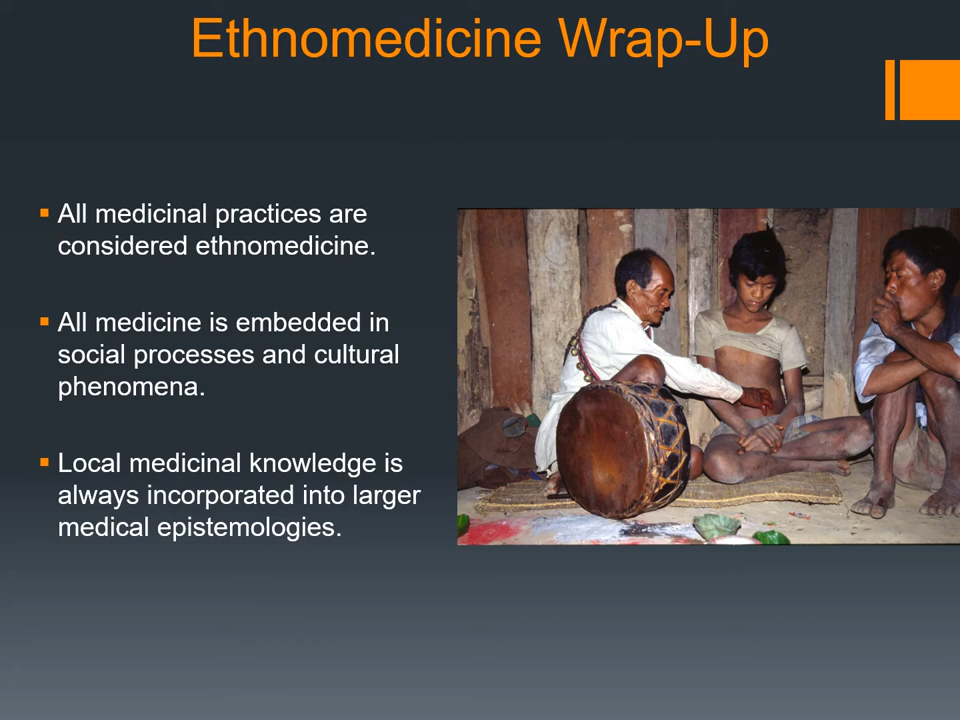 Ethnomedicine Wrap-Up
All medicinal practices are
considered ethnomedicine.
All medicine is embedded in
social processes and cultural
phenomena.
Local medicinal knowledge is
always incorporated into larger
medical epistemologies.